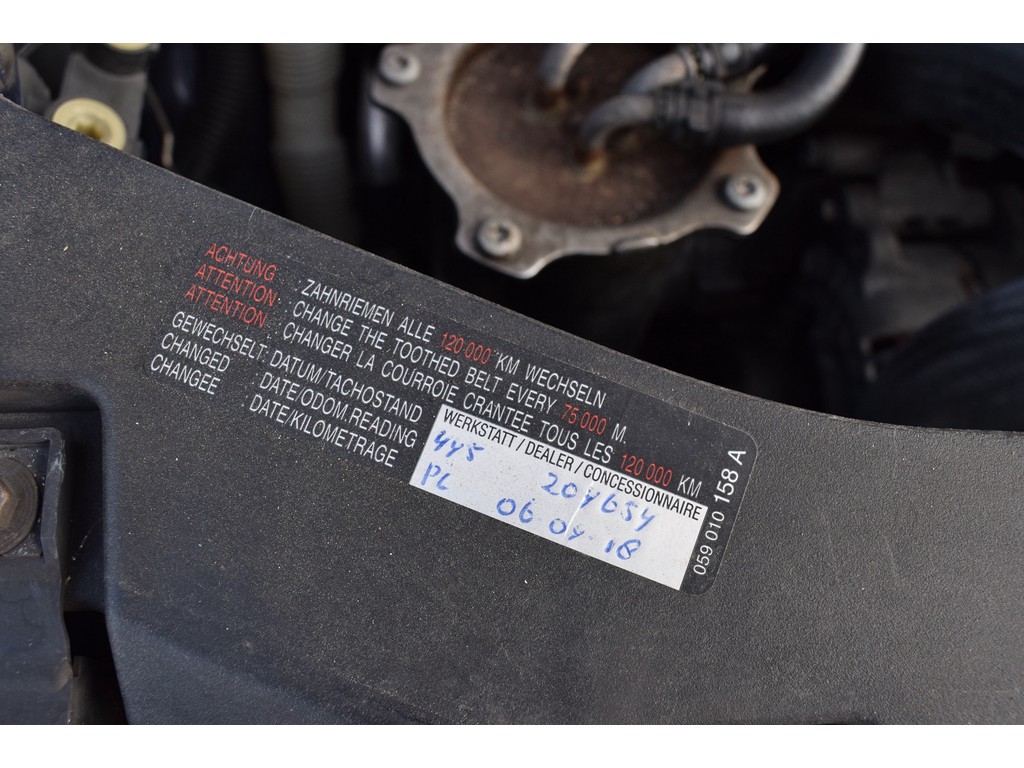 ACHTUNG : ZAHNRIEMEN ALLE 120 000 KM WECHSELN
ATTENTION : CHANGE THE TOOTHED BELT EVERY 75 000 M.
ATTENTION : CHANGER LA COURROIE CRANTEE TOUS LES 120 000 KM
GEWECHSELT: DATUM/TACHOSTAND
CHANGED : DATE/ODOM.READING
CHANGEE : DATE/KILOMETRAGE
WERKSTATT / DEALER / CONCESSIONNAIRE
445 204654
PL 06 04.18
059 010 158 A